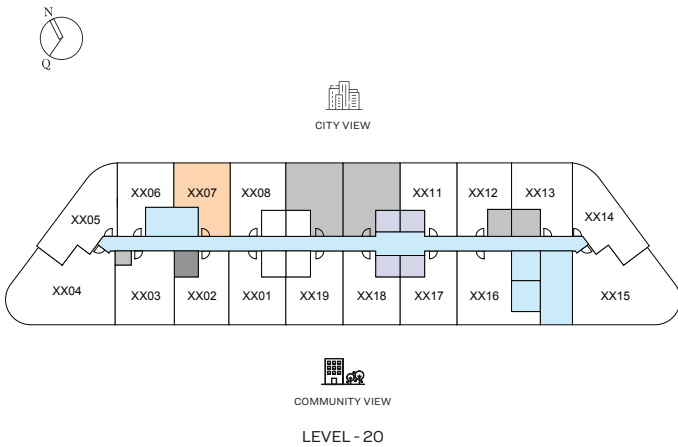 N
Q
CITY VIEW
XX06 XX07 XX08 XX11 XX12 XX13
XX05 XX14
XX04 XX03 XX02 XX01 XX19 XX18 XX17 XX16 XX15
COMMUNITY VIEW
LEVEL - 20